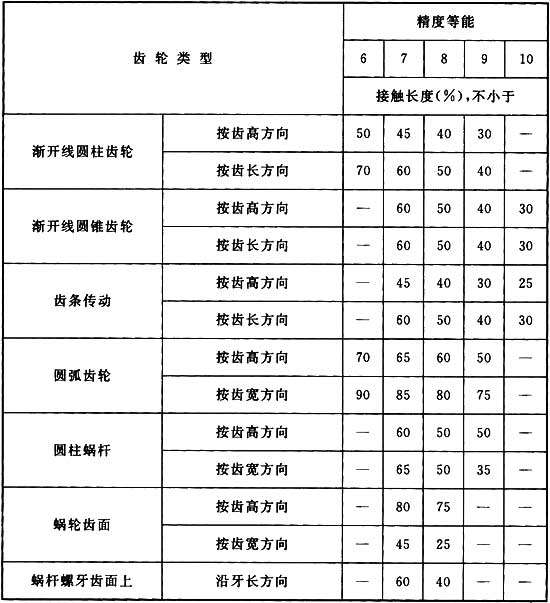 齿轮类型 精度等能
6 7 8 9 10
接触长度(%),不小于
渐开线圆柱齿轮 按齿高方向 50 45 40 30 —
按齿长方向 70 60 50 40 —
渐开线圆锥齿轮 按齿高方向 — 60 50 40 30
按齿长方向 — 60 50 40 30
齿条传动 按齿高方向 — 45 40 30 25
按齿长方向 — 60 50 40 30
圆弧齿轮 按齿高方向 70 65 60 50 —
按齿宽方向 90 85 80 75 —
圆柱蜗杆 按齿高方向 — 60 50 50 —
按齿宽方向 — 65 50 35 —
蜗轮齿面 按齿高方向 — 80 75 — —
按齿宽方向 — 45 25 — —
蜗杆螺牙齿面上 沿牙长方向 — 60 40 — —